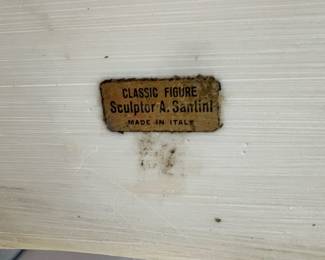 CLASSIC FIGURE
Sculptor A. Santini
MADE IN ITALY